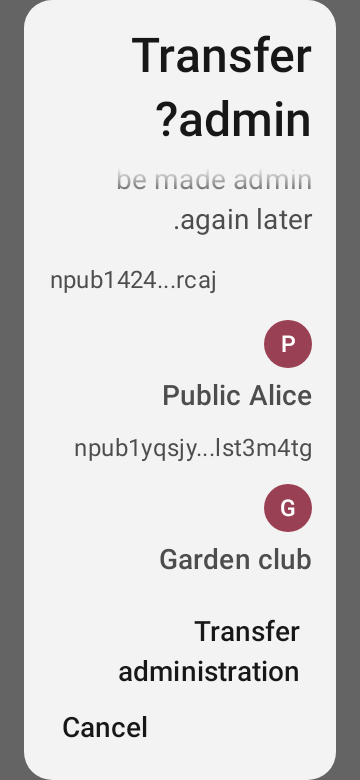 Transfer
?admin
be made admin
.again later
npub1424...rcaj
P
Public Alice
npub1yqsjy...lst3m4tg
G
Garden club
Transfer
administration
Cancel